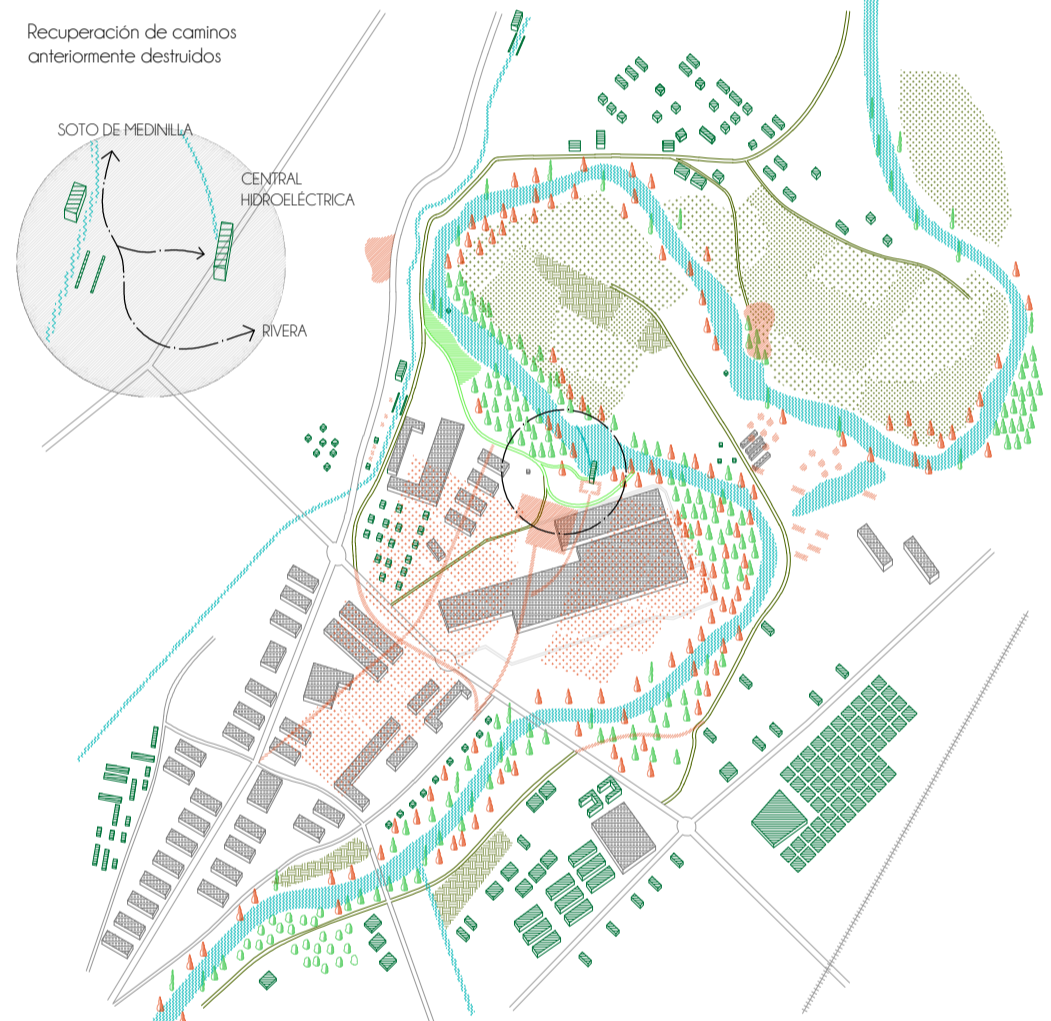 Recuperación de caminos
anteriormente destruidos
SOTO DE MEDINILLA
CENTRAL
HIDROELÉCTRICA
RIVERA